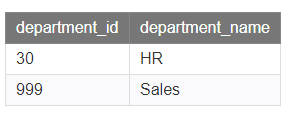 department_id department_name
30 HR
999 Sales